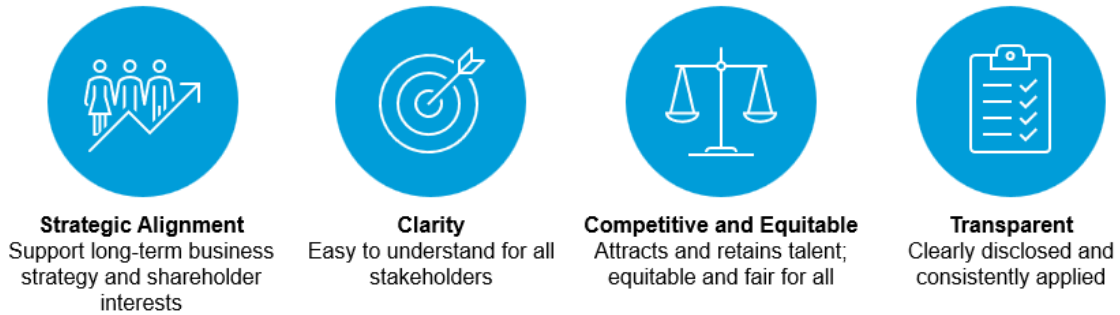 Strategic Alignment
Support long-term business
strategy and shareholder
interests
Clarity
Easy to understand for all
stakeholders
Competitive and Equitable
Attracts and retains talent;
equitable and fair for all
Transparent
Clearly disclosed and
consistently applied